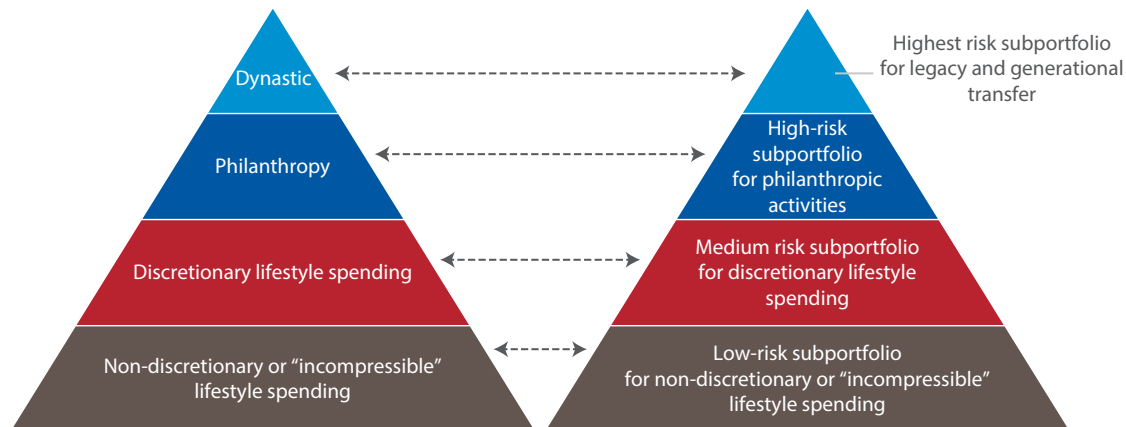 Dynastic
Highest risk subportfolio
for legacy and generational
transfer
Philanthropy
High-risk
subportfolio
for philanthropic
activities
Discretionary lifestyle spending
Medium risk subportfolio
for discretionary lifestyle
spending
Non-discretionary or “incompressible”
lifestyle spending
Low-risk subportfolio
for non-discretionary or “incompressible”
lifestyle spending